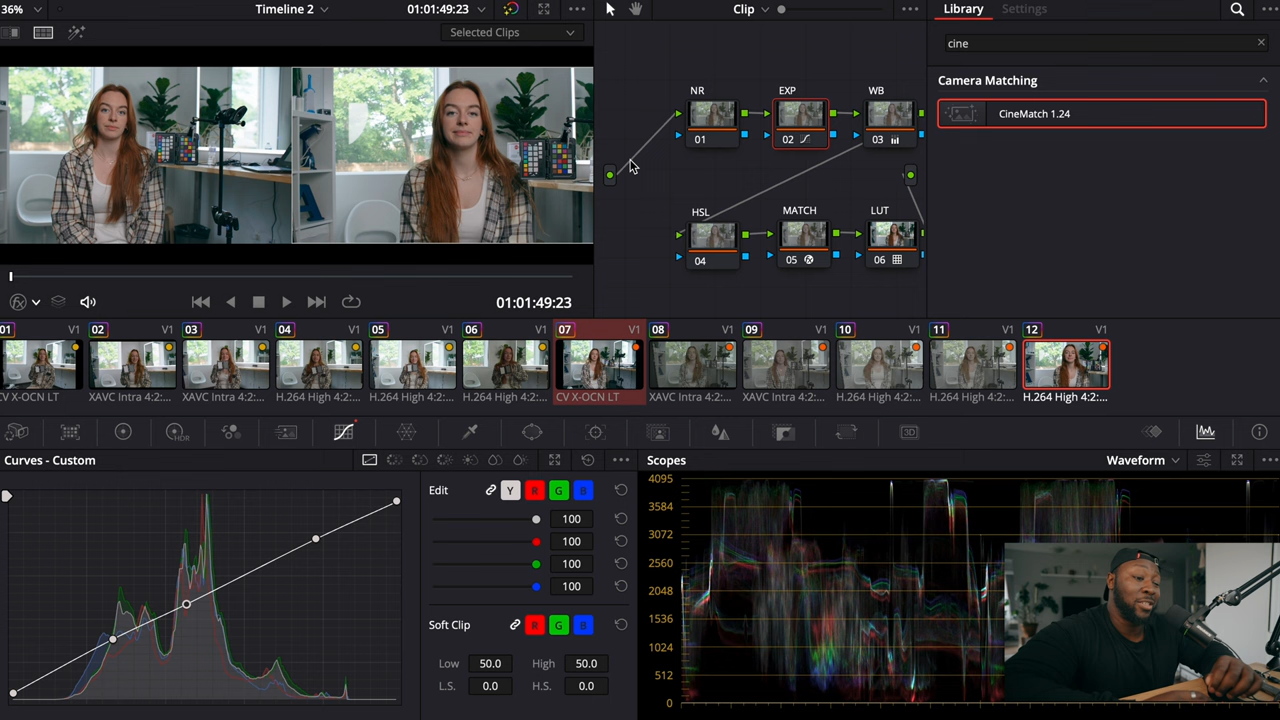 36% Timeline 2 01:01:49:23 Clip Library Settings
Selected Clips
cine
Camera Matching
CineMatch 1.24
NR EXP WB
01 02 03
HSL MATCH LUT
04 05 06
01:01:49:23
01 V1 02 V1 03 V1 04 V1 05 V1 06 V1 07 V1 08 V1 09 V1 10 V1 11 V1 12 V1
CV X-OCN LT XAVC Intra 4:2:... XAVC Intra 4:2:... H.264 High 4:2:... H.264 High 4:2:... H.264 High 4:2:... CV X-OCN LT XAVC Intra 4:2:... XAVC Intra 4:2:... H.264 High 4:2:... H.264 High 4:2:... H.264 High 4:2:...
HDR 3D
Curves - Custom
Edit Y R G B
100
100
100
100
Soft Clip R G B
Low 50.0 High 50.0
L.S. 0.0 H.S. 0.0
Scopes Waveform
4095
3584
3072
2560
2048
1536
1024
512
0